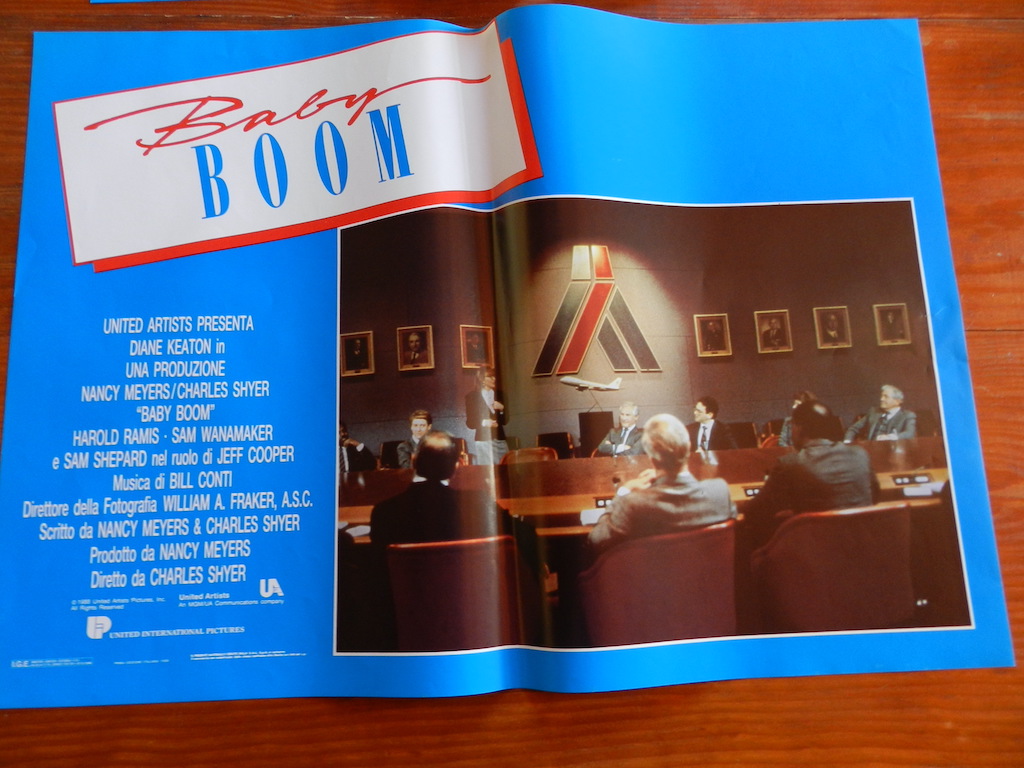 Baby
BOOM
UNITED ARTISTS PRESENTA
DIANE KEATON in
UNA PRODUZIONE
NANCY MEYERS/CHARLES SHYER
"BABY BOOM"
HAROLD RAMIS · SAM WANAMAKER
e SAM SHEPARD nel ruolo di JEFF COOPER
Musica di BILL CONTI
Direttore della Fotografia WILLIAM A. FRAKER, A.S.C.
Scritto da NANCY MEYERS & CHARLES SHYER
Prodotto da NANCY MEYERS
Diretto da CHARLES SHYER
United Artists Pictures, Inc.
All Rights Reserved
United Artists
An MGM/UA Communications company
UA
UNITED INTERNATIONAL PICTURES
I.G.E.